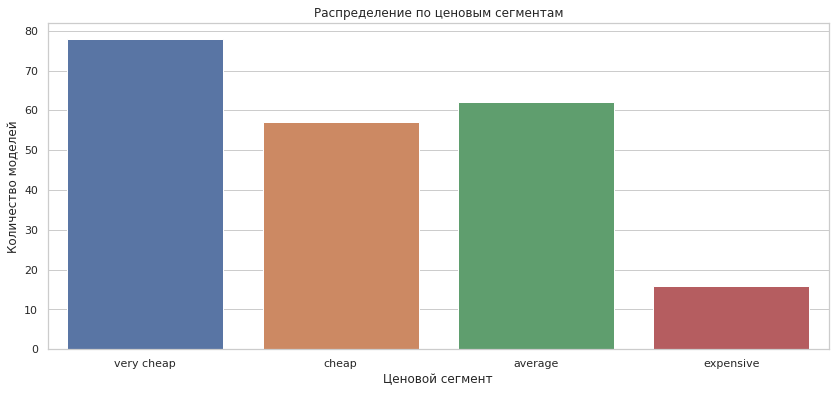 Распределение по ценовым сегментам
Количество моделей
80
70
60
50
40
30
20
10
0
very cheap
cheap
average
expensive
Ценовой сегмент